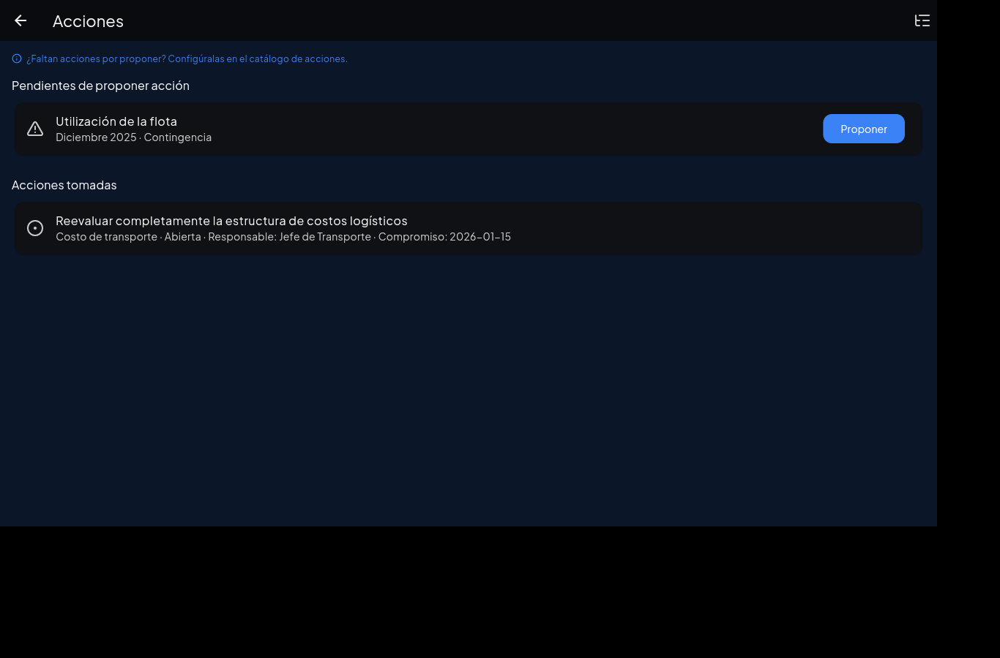 Acciones
¿Faltan acciones por proponer? Configúralas en el catálogo de acciones.
Pendientes de proponer acción
Utilización de la flota
Diciembre 2025 · Contingencia
Proponer
Acciones tomadas
Reevaluar completamente la estructura de costos logísticos
Costo de transporte · Abierta · Responsable: Jefe de Transporte · Compromiso: 2026-01-15